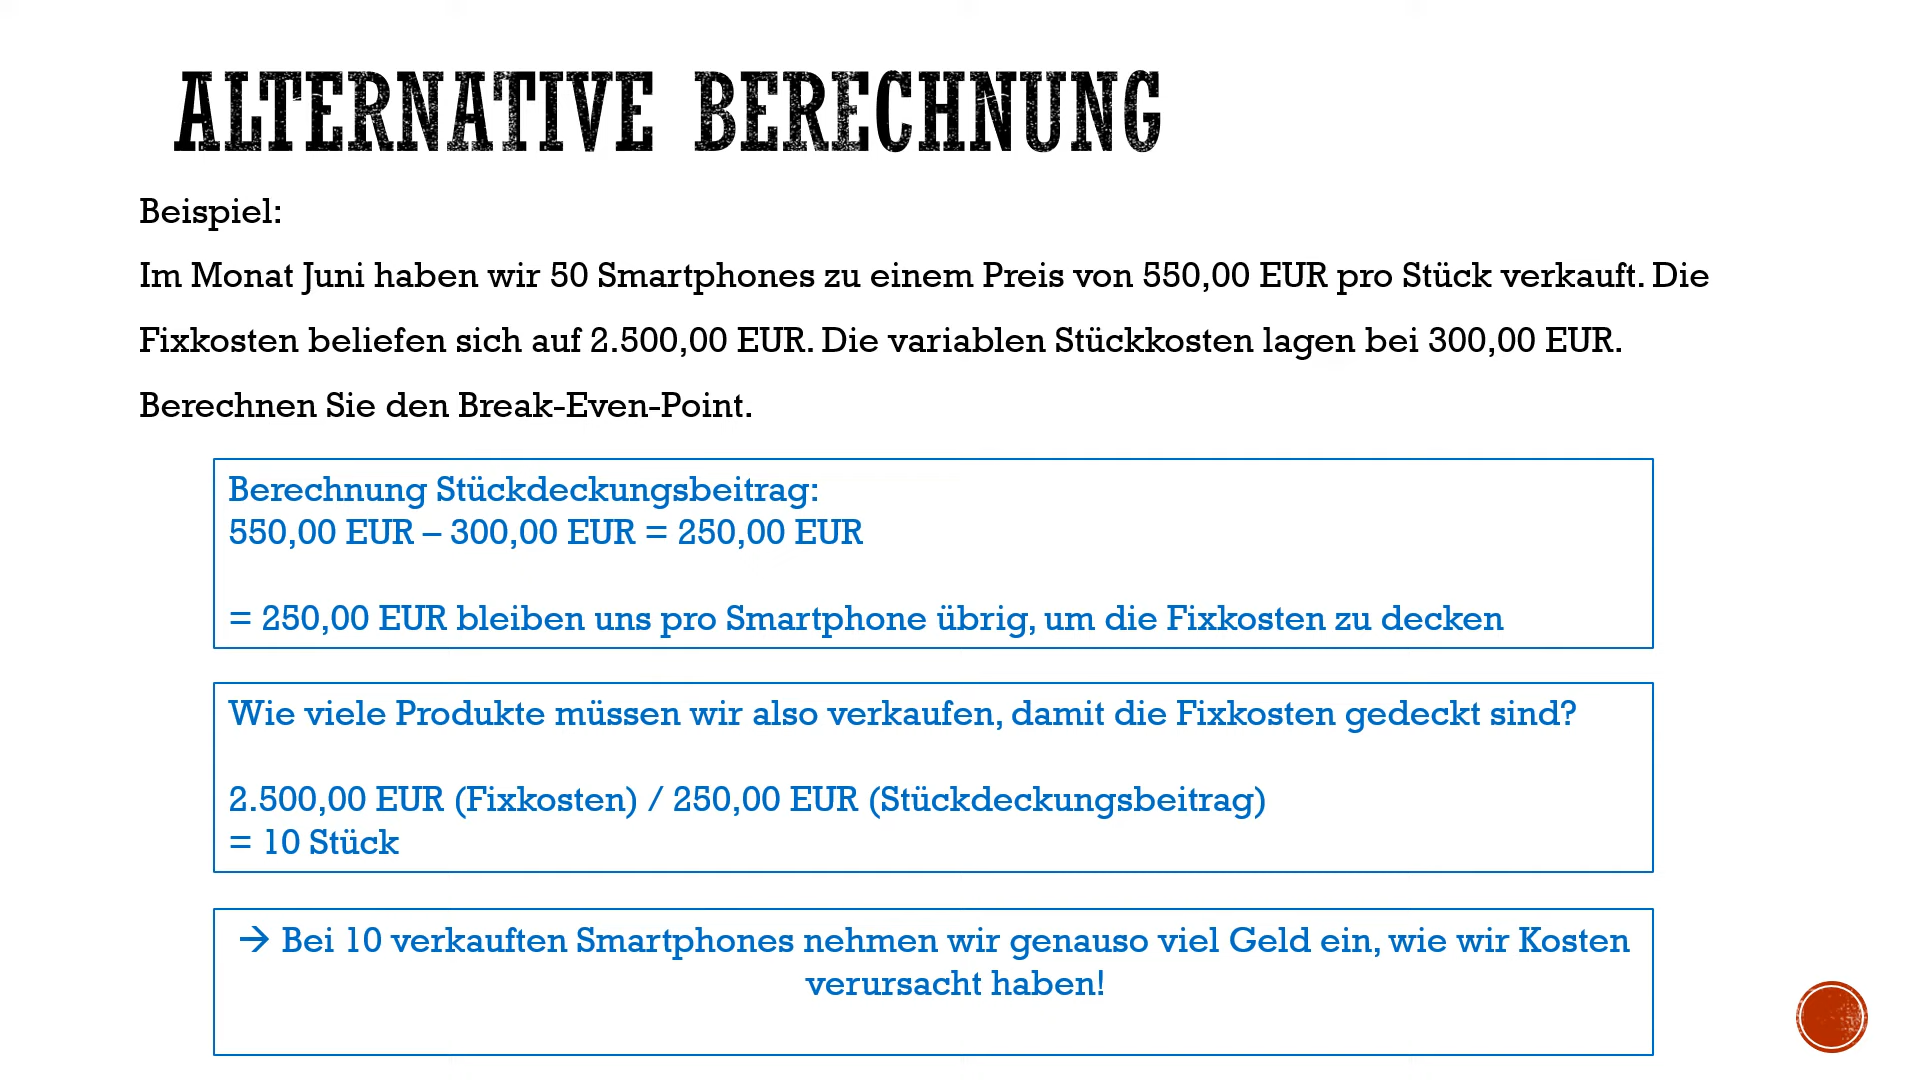 ALTERNATIVE BERECHNUNG
Beispiel:
Im Monat Juni haben wir 50 Smartphones zu einem Preis von 550,00 EUR pro Stück verkauft. Die
Fixkosten beliefen sich auf 2.500,00 EUR. Die variablen Stückkosten lagen bei 300,00 EUR.
Berechnen Sie den Break-Even-Point.
Berechnung Stückdeckungsbeitrag:
550,00 EUR – 300,00 EUR = 250,00 EUR
= 250,00 EUR bleiben uns pro Smartphone übrig, um die Fixkosten zu decken
Wie viele Produkte müssen wir also verkaufen, damit die Fixkosten gedeckt sind?
2.500,00 EUR (Fixkosten) / 250,00 EUR (Stückdeckungsbeitrag)
= 10 Stück
→ Bei 10 verkauften Smartphones nehmen wir genauso viel Geld ein, wie wir Kosten
verursacht haben!